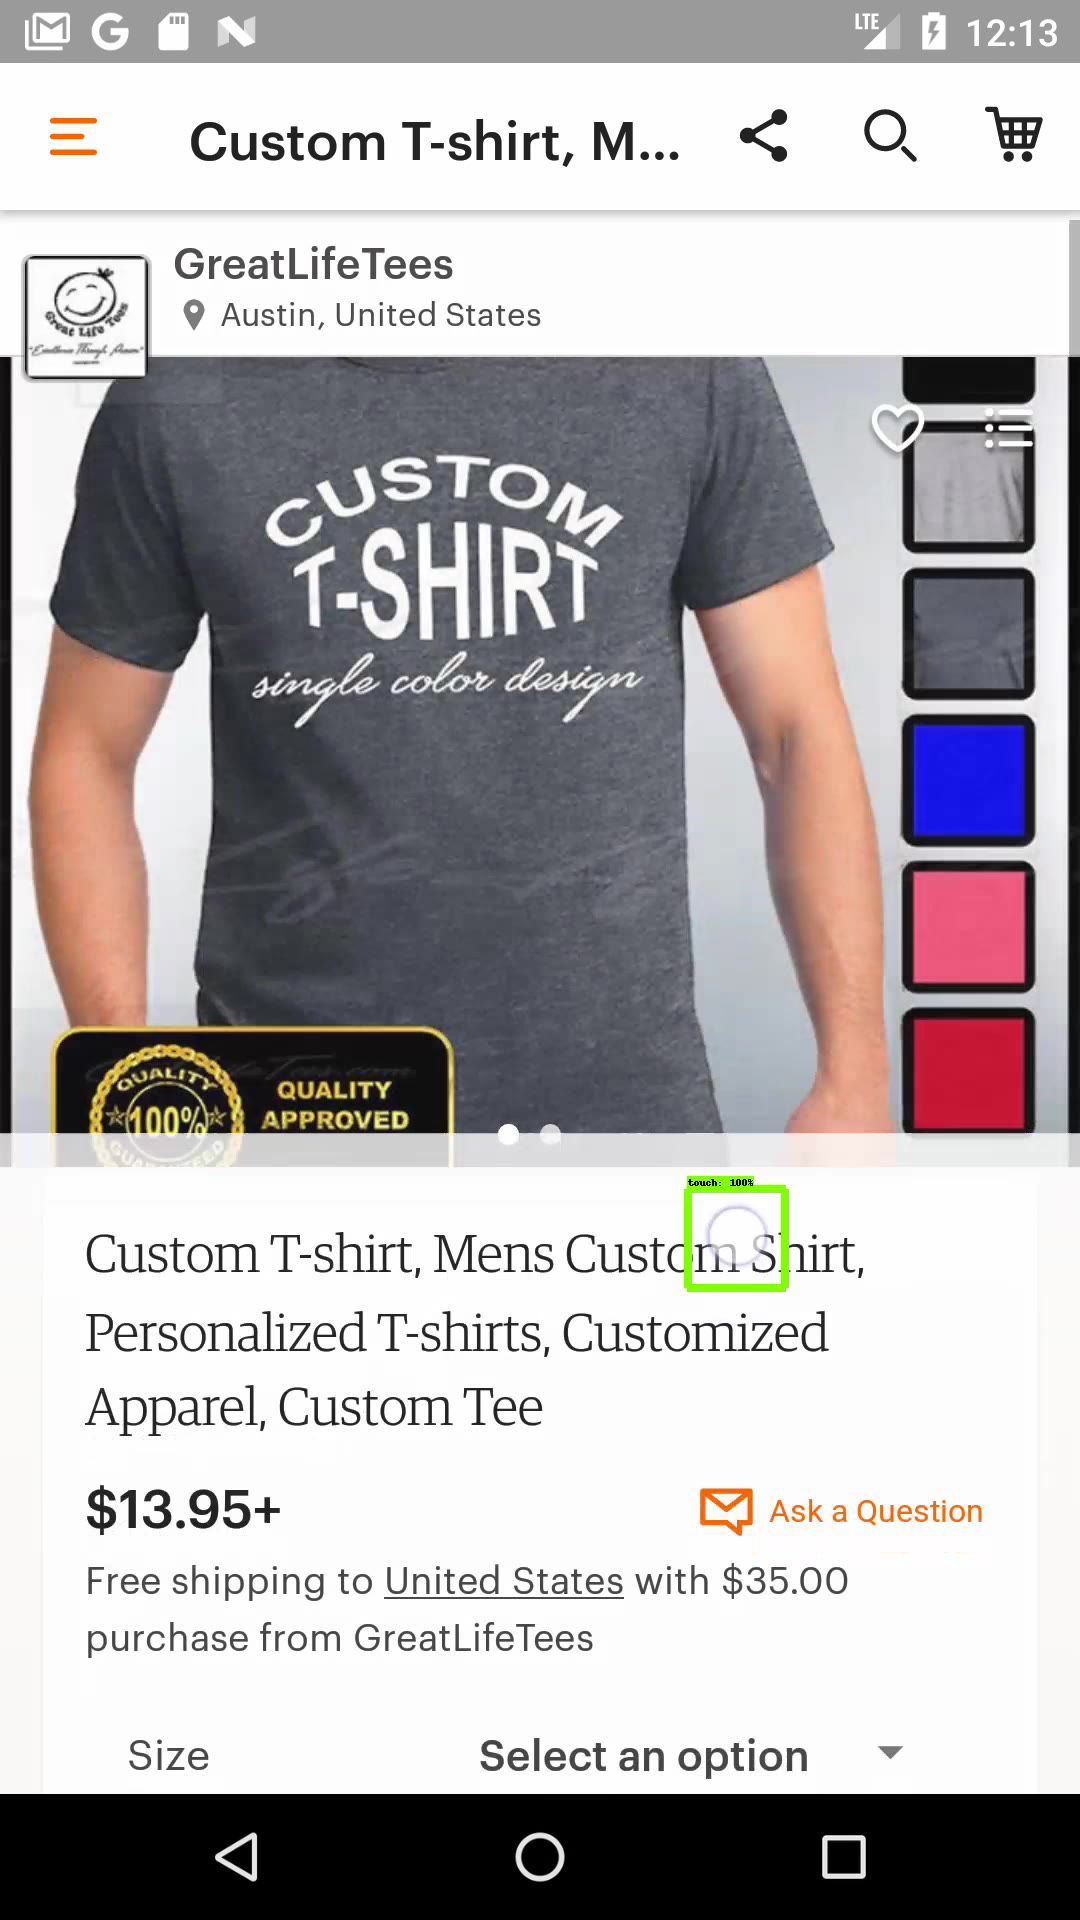 LTE 12:13
Custom T-shirt, M...
GreatLifeTees
Austin, United States
Great Life Tees
CUSTOM
T-SHIRT
single color design
QUALITY
100%
GUARANTEED
QUALITY
APPROVED
touch: 100%
Custom T-shirt, Mens Custom Shirt,
Personalized T-shirts, Customized
Apparel, Custom Tee
$13.95+
Ask a Question
Free shipping to United States with $35.00
purchase from GreatLifeTees
Size Select an option